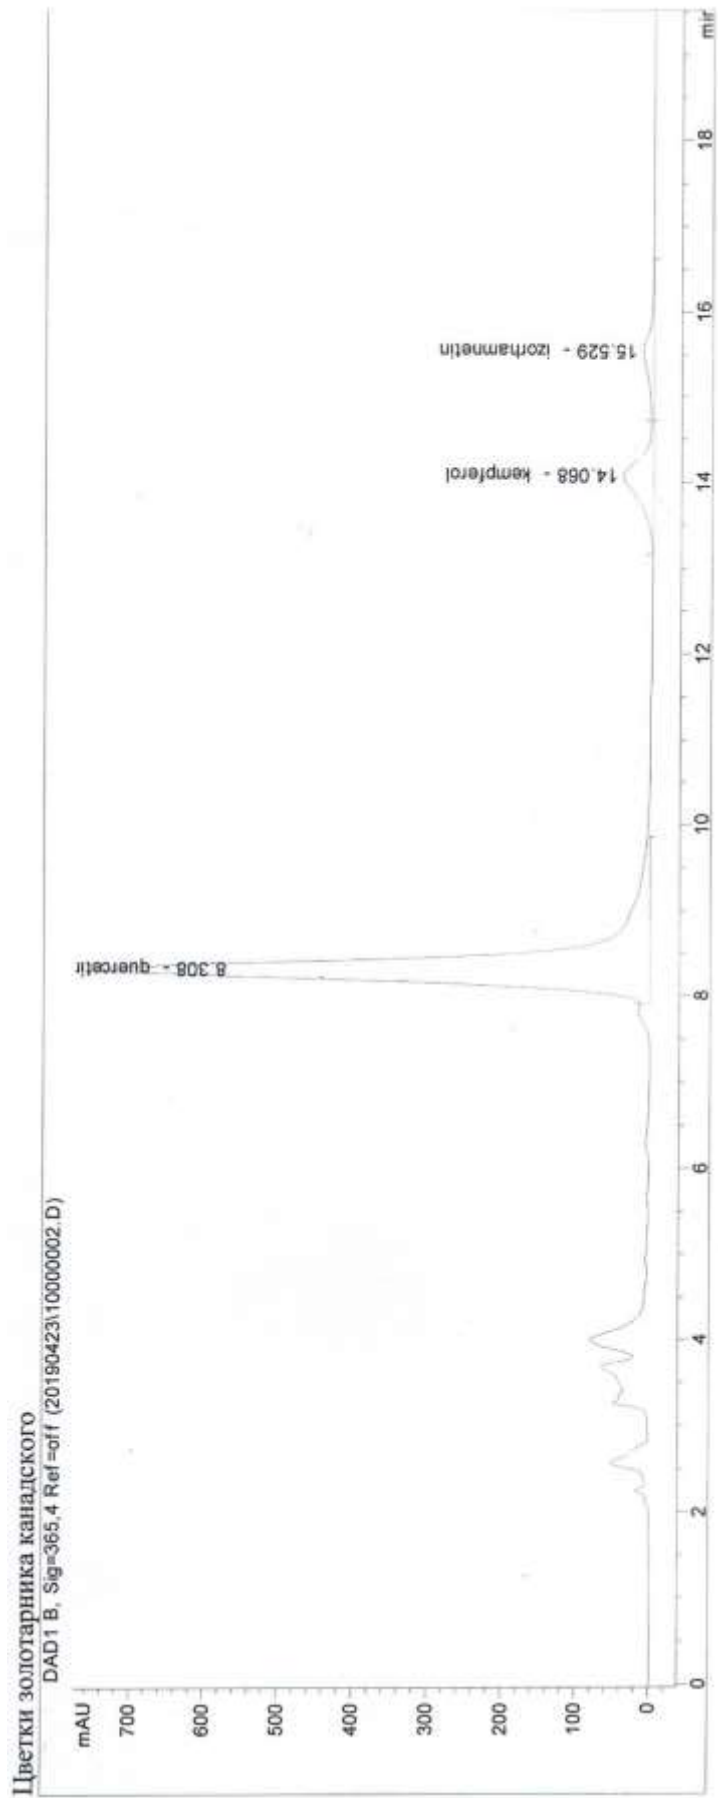 Цветки золотарника канадского
DAD1 B, Sig=365,4 Ref=off (20190423\10000002.D)
mAU
700
600
500
400
300
200
100
0
8.308 - quercetin
14.068 - kempferol
15.529 - izorhamnetin
0
2
4
6
8
10
12
14
16
18
min